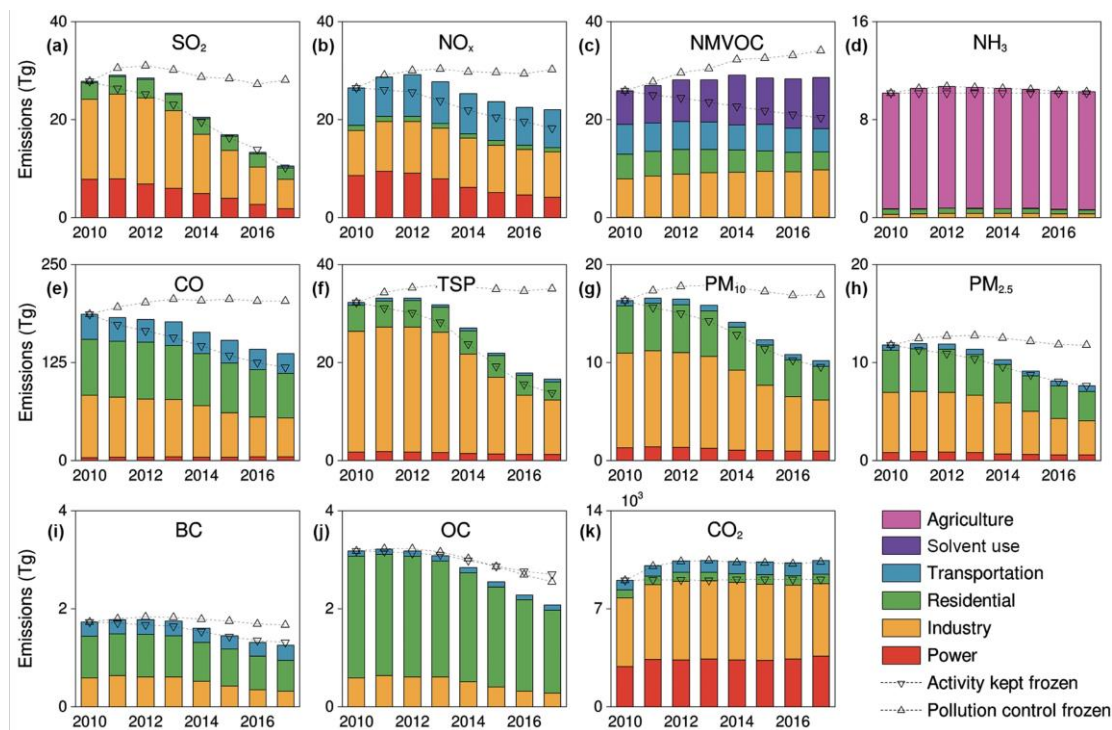 40 (a) SO₂
20
0
2010 2012 2014 2016
Emissions (Tg)
40 (b) NOₓ
20
0
2010 2012 2014 2016
40 (c) NMVOC
20
0
2010 2012 2014 2016
16 (d) NH₃
8
0
2010 2012 2014 2016
250 (e) CO
125
0
2010 2012 2014 2016
Emissions (Tg)
40 (f) TSP
20
0
2010 2012 2014 2016
20 (g) PM₁₀
10
0
2010 2012 2014 2016
20 (h) PM₂.₅
10
0
2010 2012 2014 2016
4 (i) BC
2
0
2010 2012 2014 2016
Emissions (Tg)
4 (j) OC
2
0
2010 2012 2014 2016
14 10³ (k) CO₂
7
0
2010 2012 2014 2016
Agriculture
Solvent use
Transportation
Residential
Industry
Power
Activity kept frozen
Pollution control frozen